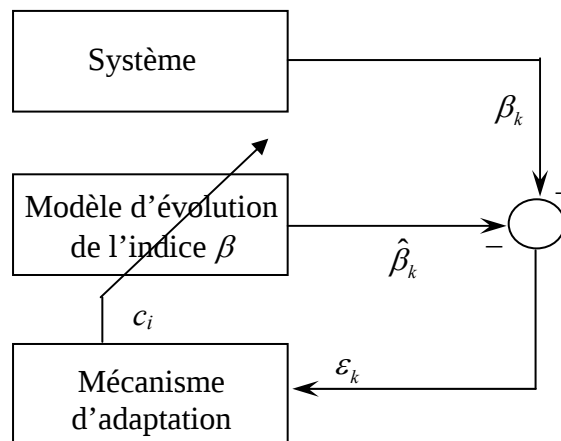 Système
β_k
+
Modèle d’évolution
de l’indice β
−
β̂_k
c_i
ε_k
Mécanisme
d’adaptation